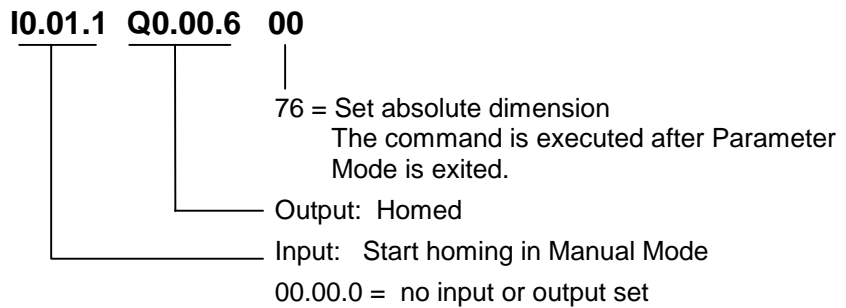 I0.01.1 Q0.00.6 00
76 = Set absolute dimension
The command is executed after Parameter
Mode is exited.
Output: Homed
Input: Start homing in Manual Mode
00.00.0 = no input or output set